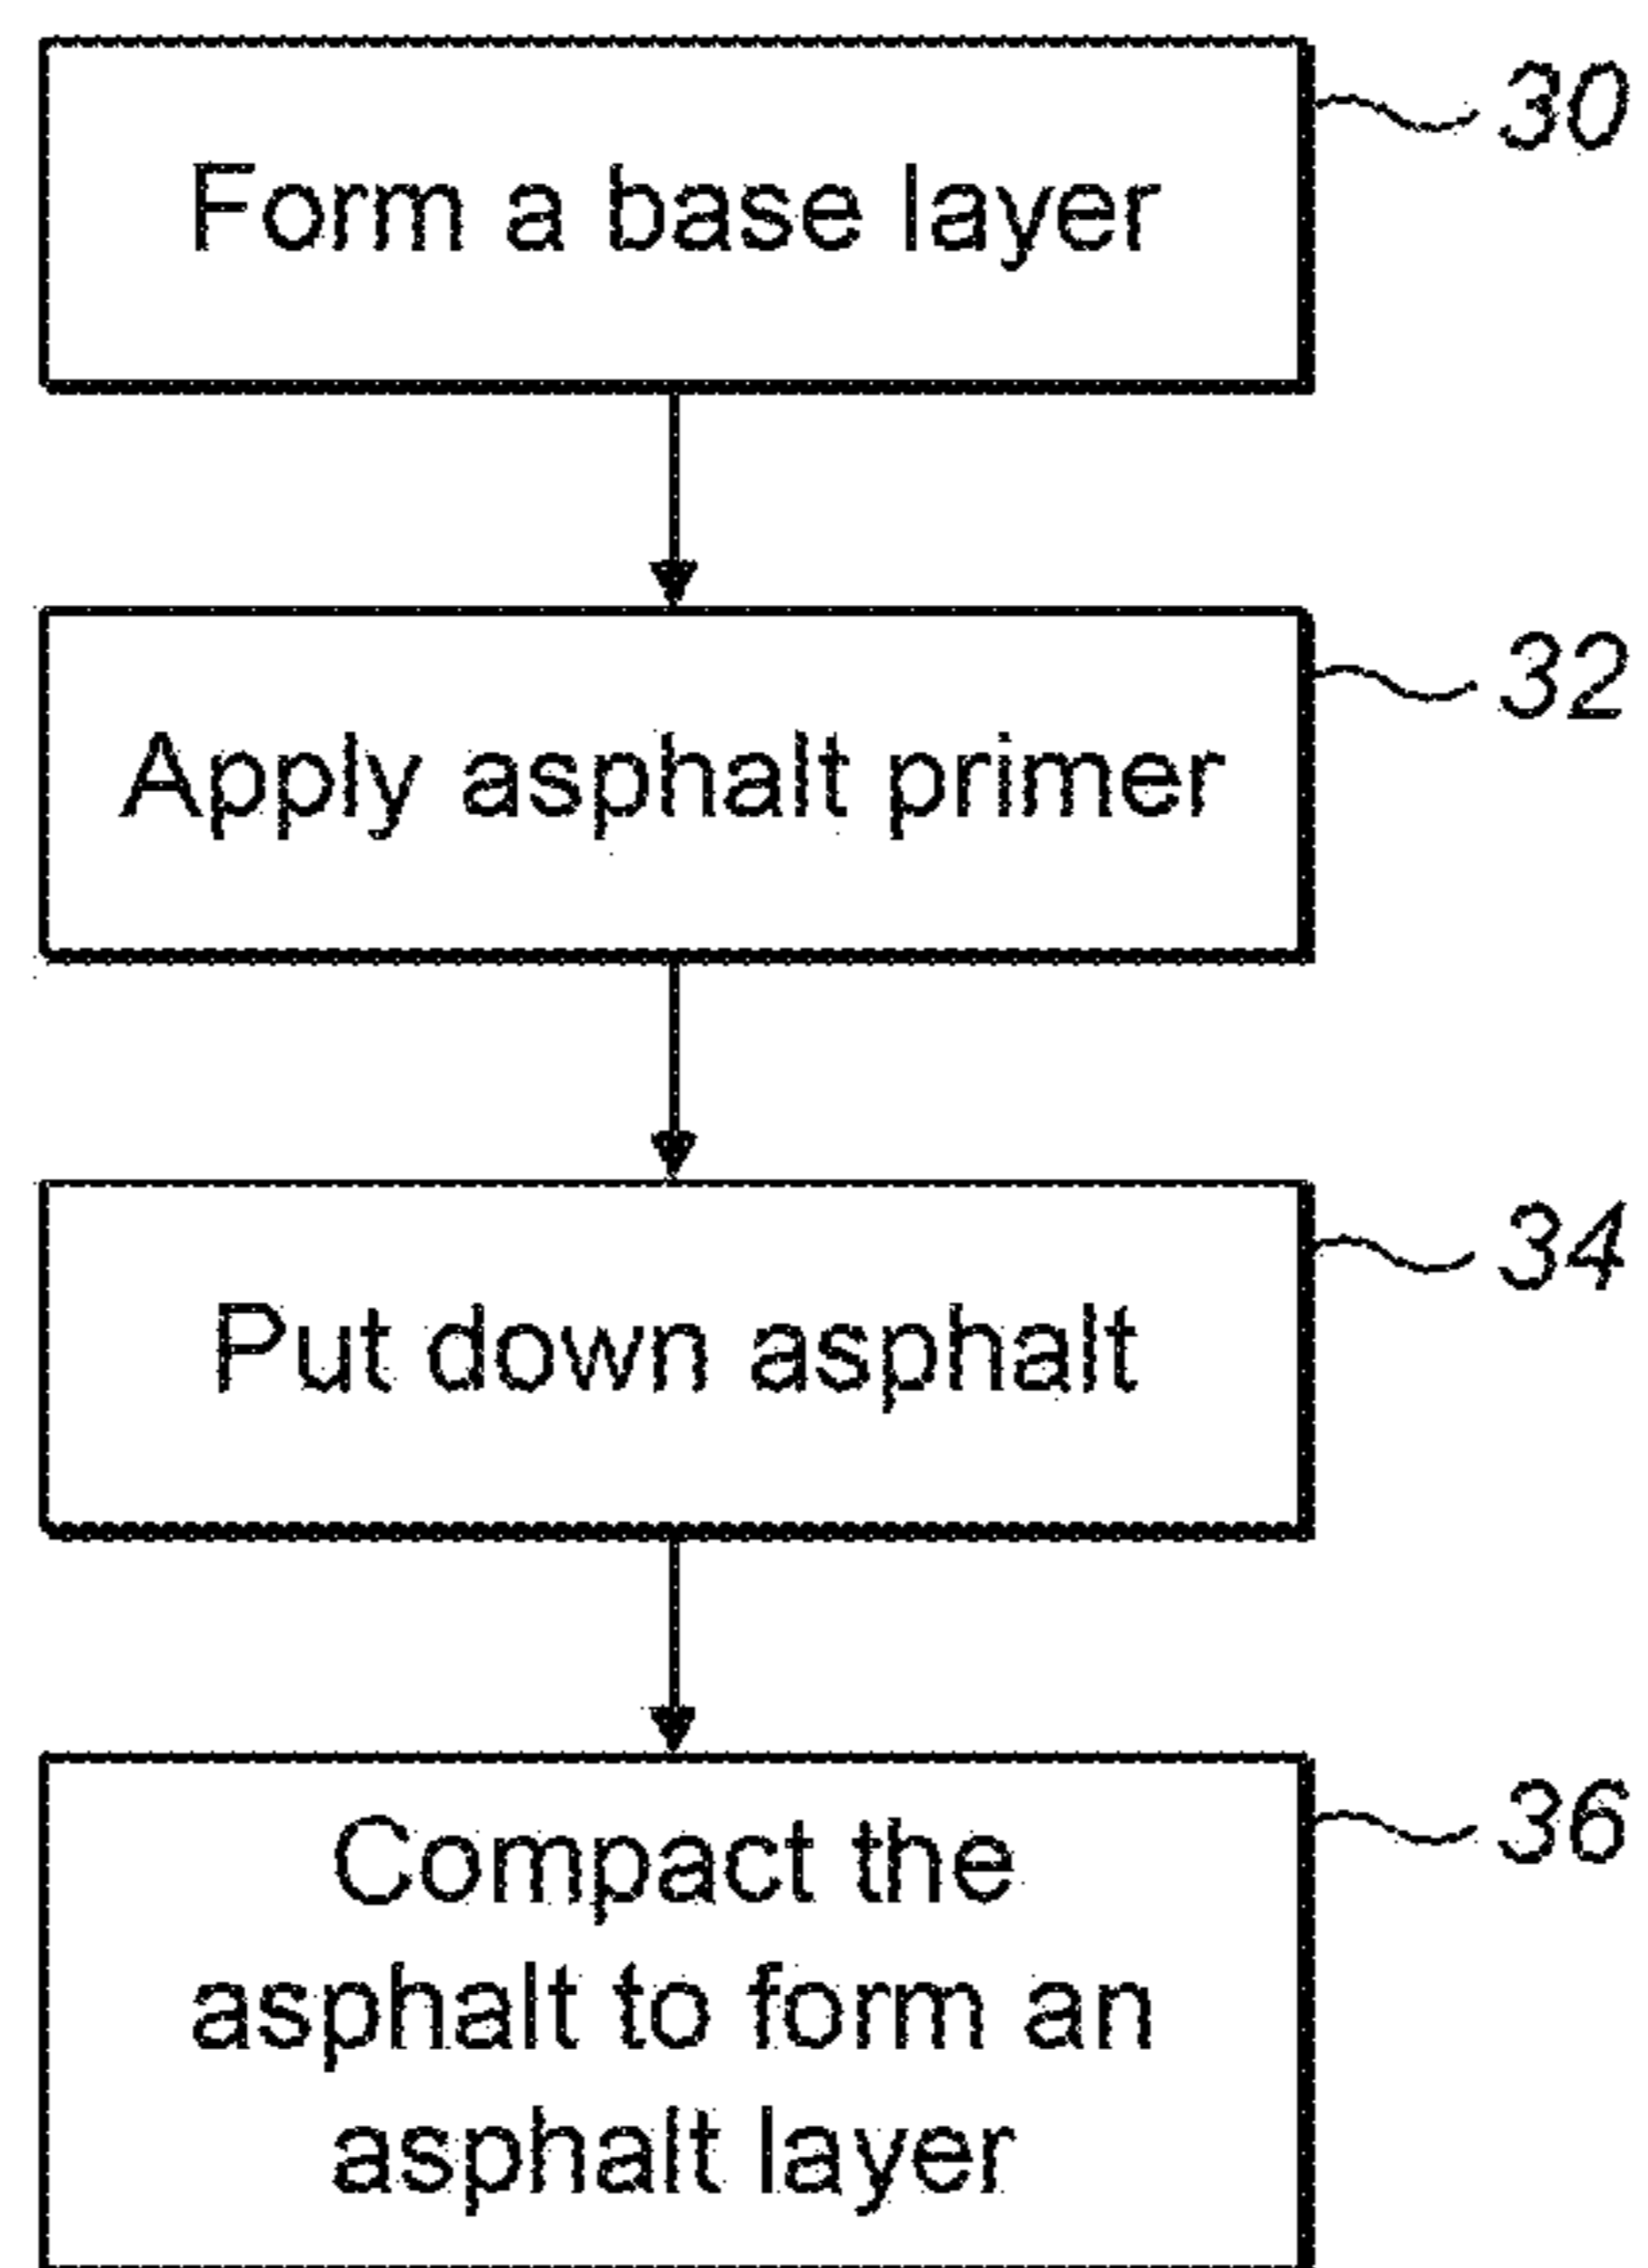 Form a base layer
30
Apply asphalt primer
32
Put down asphalt
34
Compact the
asphalt to form an
asphalt layer
36